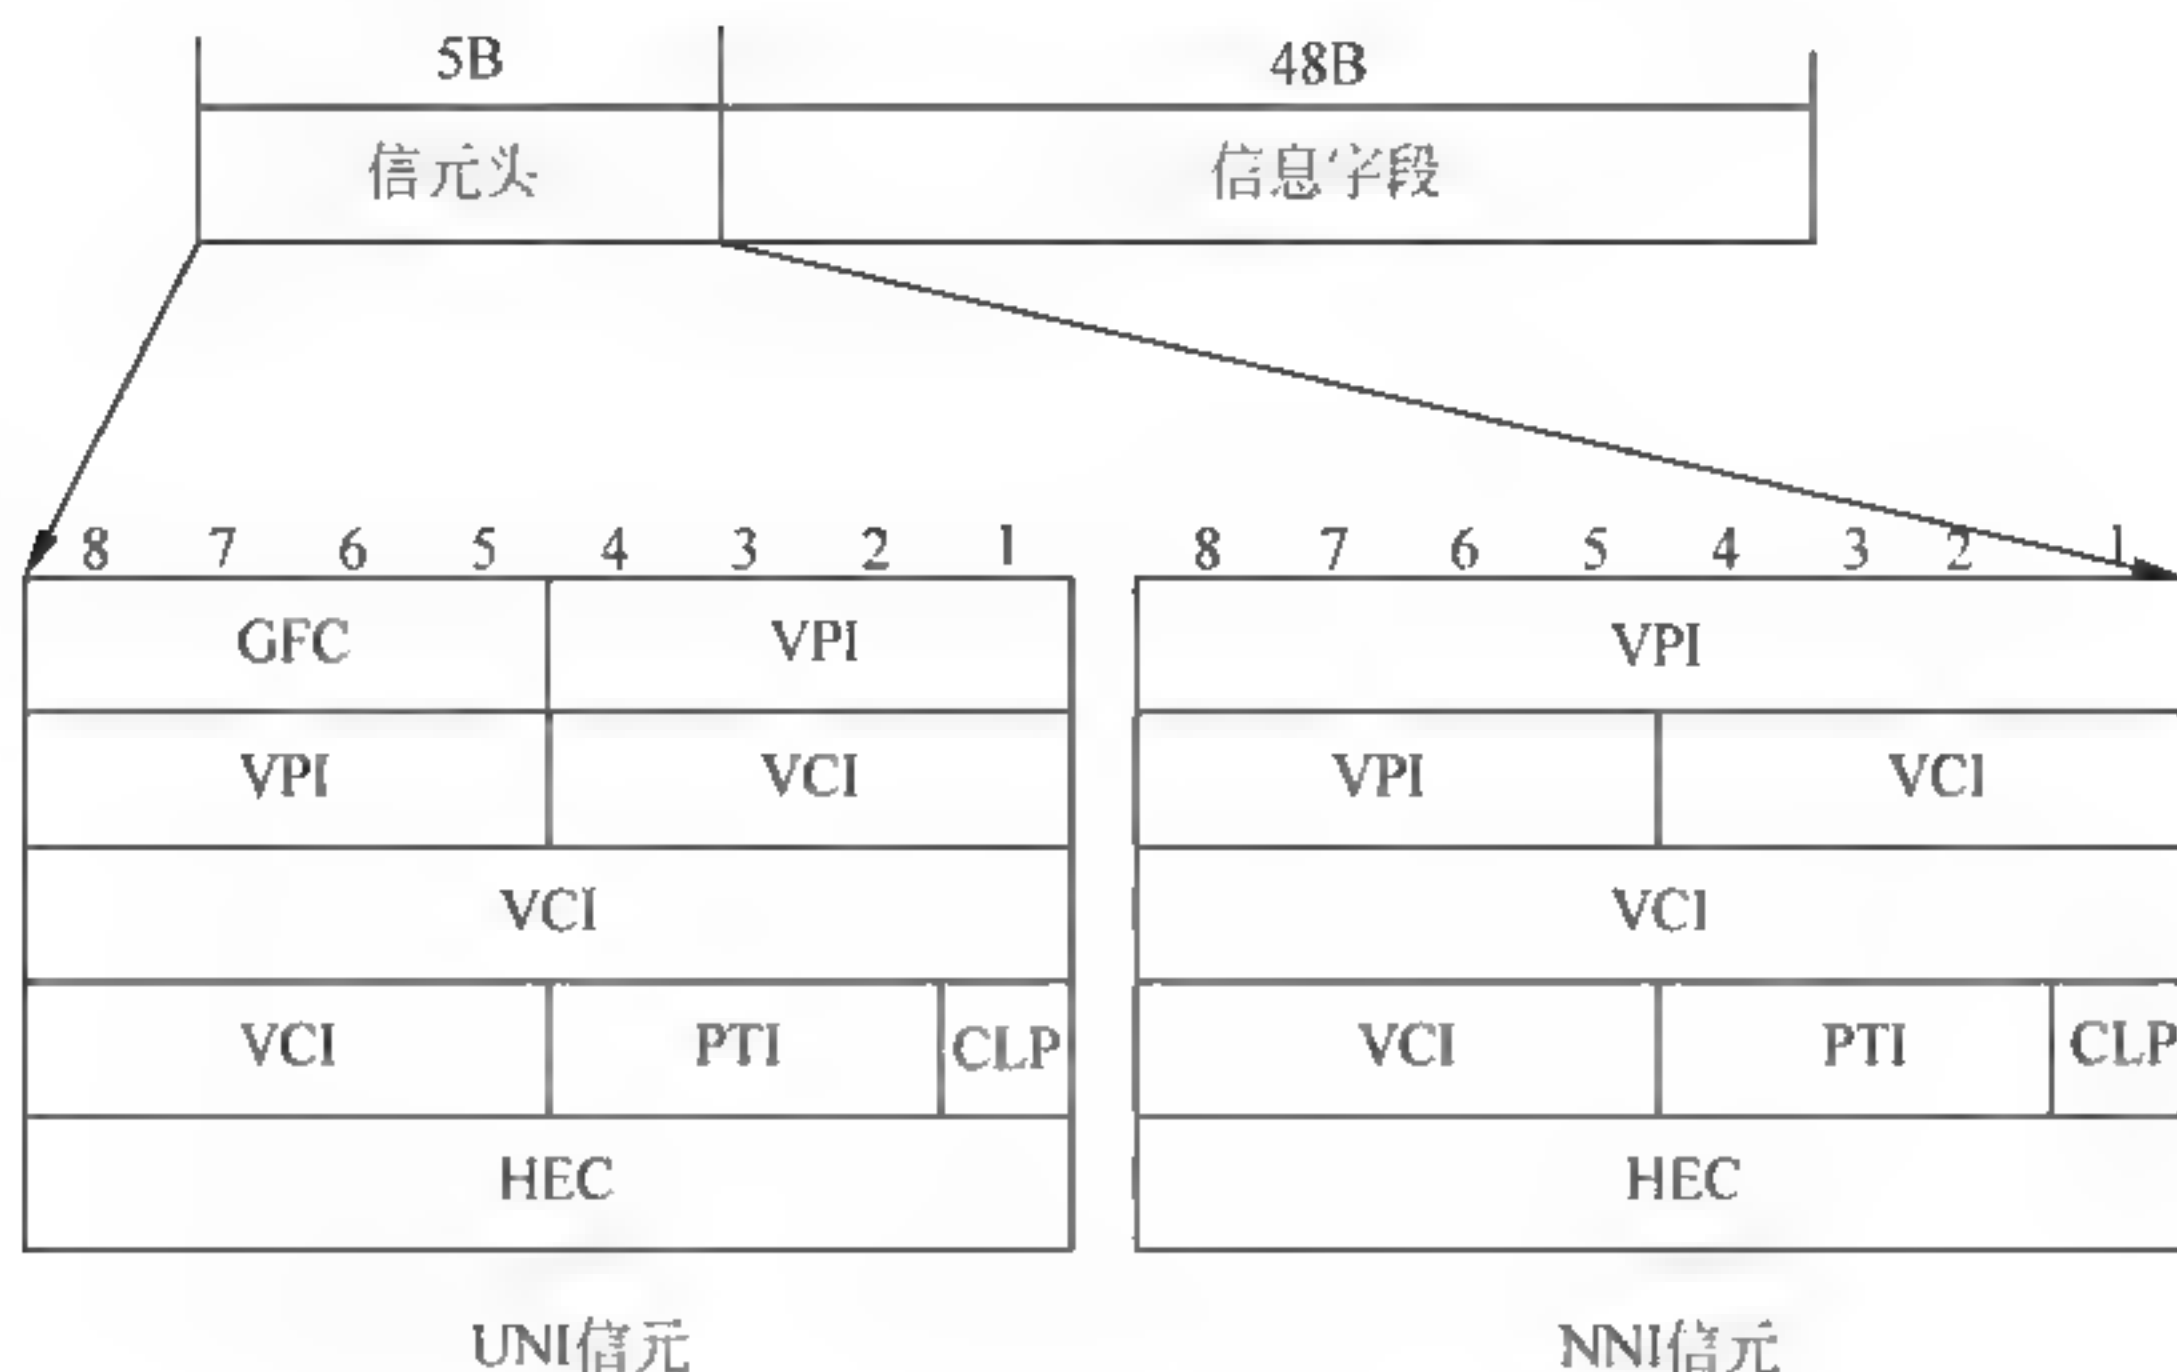 5B 48B
信元头 信息字段
8 7 6 5 4 3 2 1 8 7 6 5 4 3 2 1
GFC VPI VPI
VPI VCI VPI VCI
VCI VCI
VCI PTI CLP VCI PTI CLP
HEC HEC
UNI信元 NNI信元